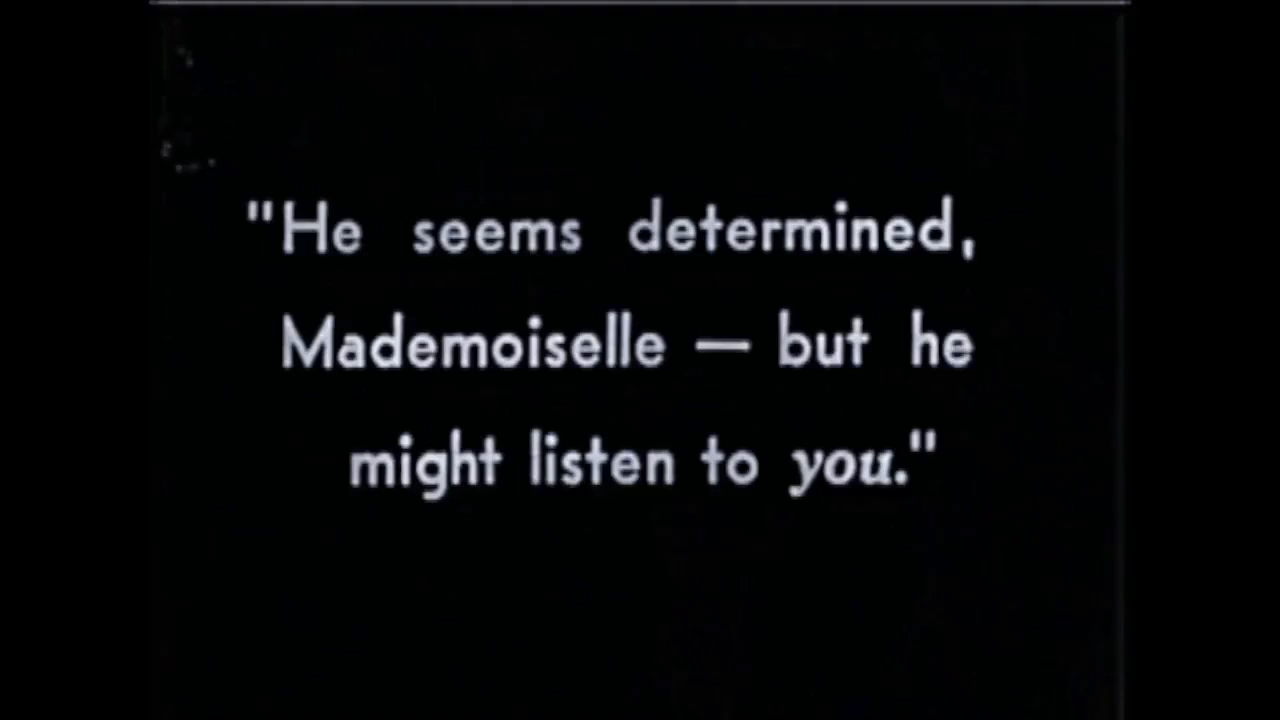 "He seems determined,
Mademoiselle — but he
might listen to you."